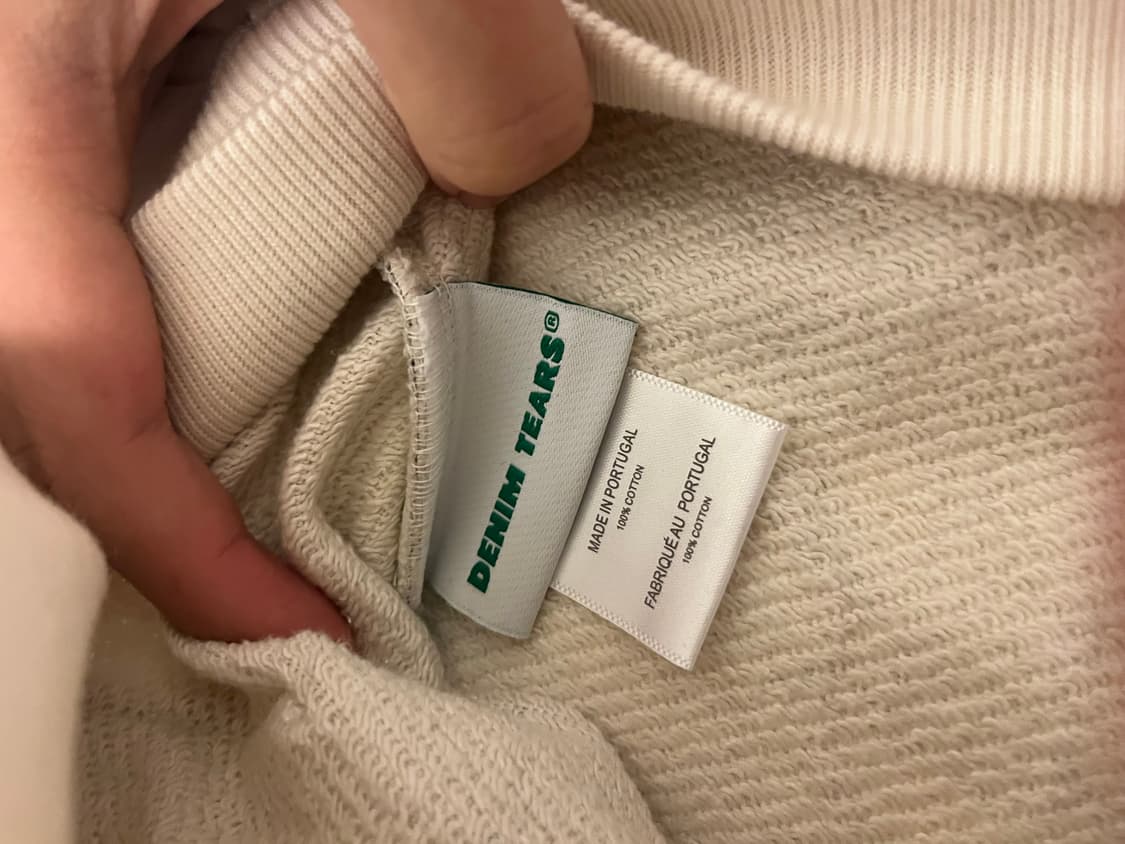 DENIM TEARS®
MADE IN PORTUGAL
100% COTTON
FABRIQUÉ AU PORTUGAL
100% COTTON